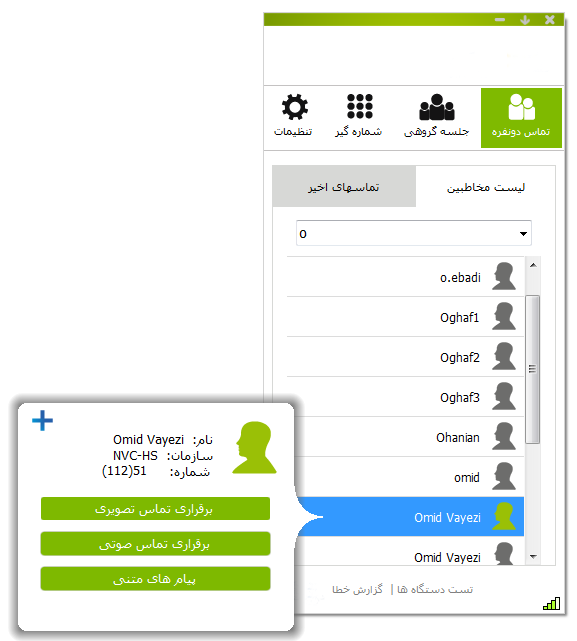 تماس دونفره
جلسه گروهی
شماره گیر
تنظیمات
لیست مخاطبین
تماسهای اخیر
o
o.ebadi
Oghaf1
Oghaf2
Oghaf3
Ohanian
omid
Omid Vayezi
Omid Vayezi
تست دستگاه ها | گزارش خطا
نام: Omid Vayezi
سازمان: NVC-HS
شماره: 51(112)
برقراری تماس تصویری
برقراری تماس صوتی
پیام های متنی